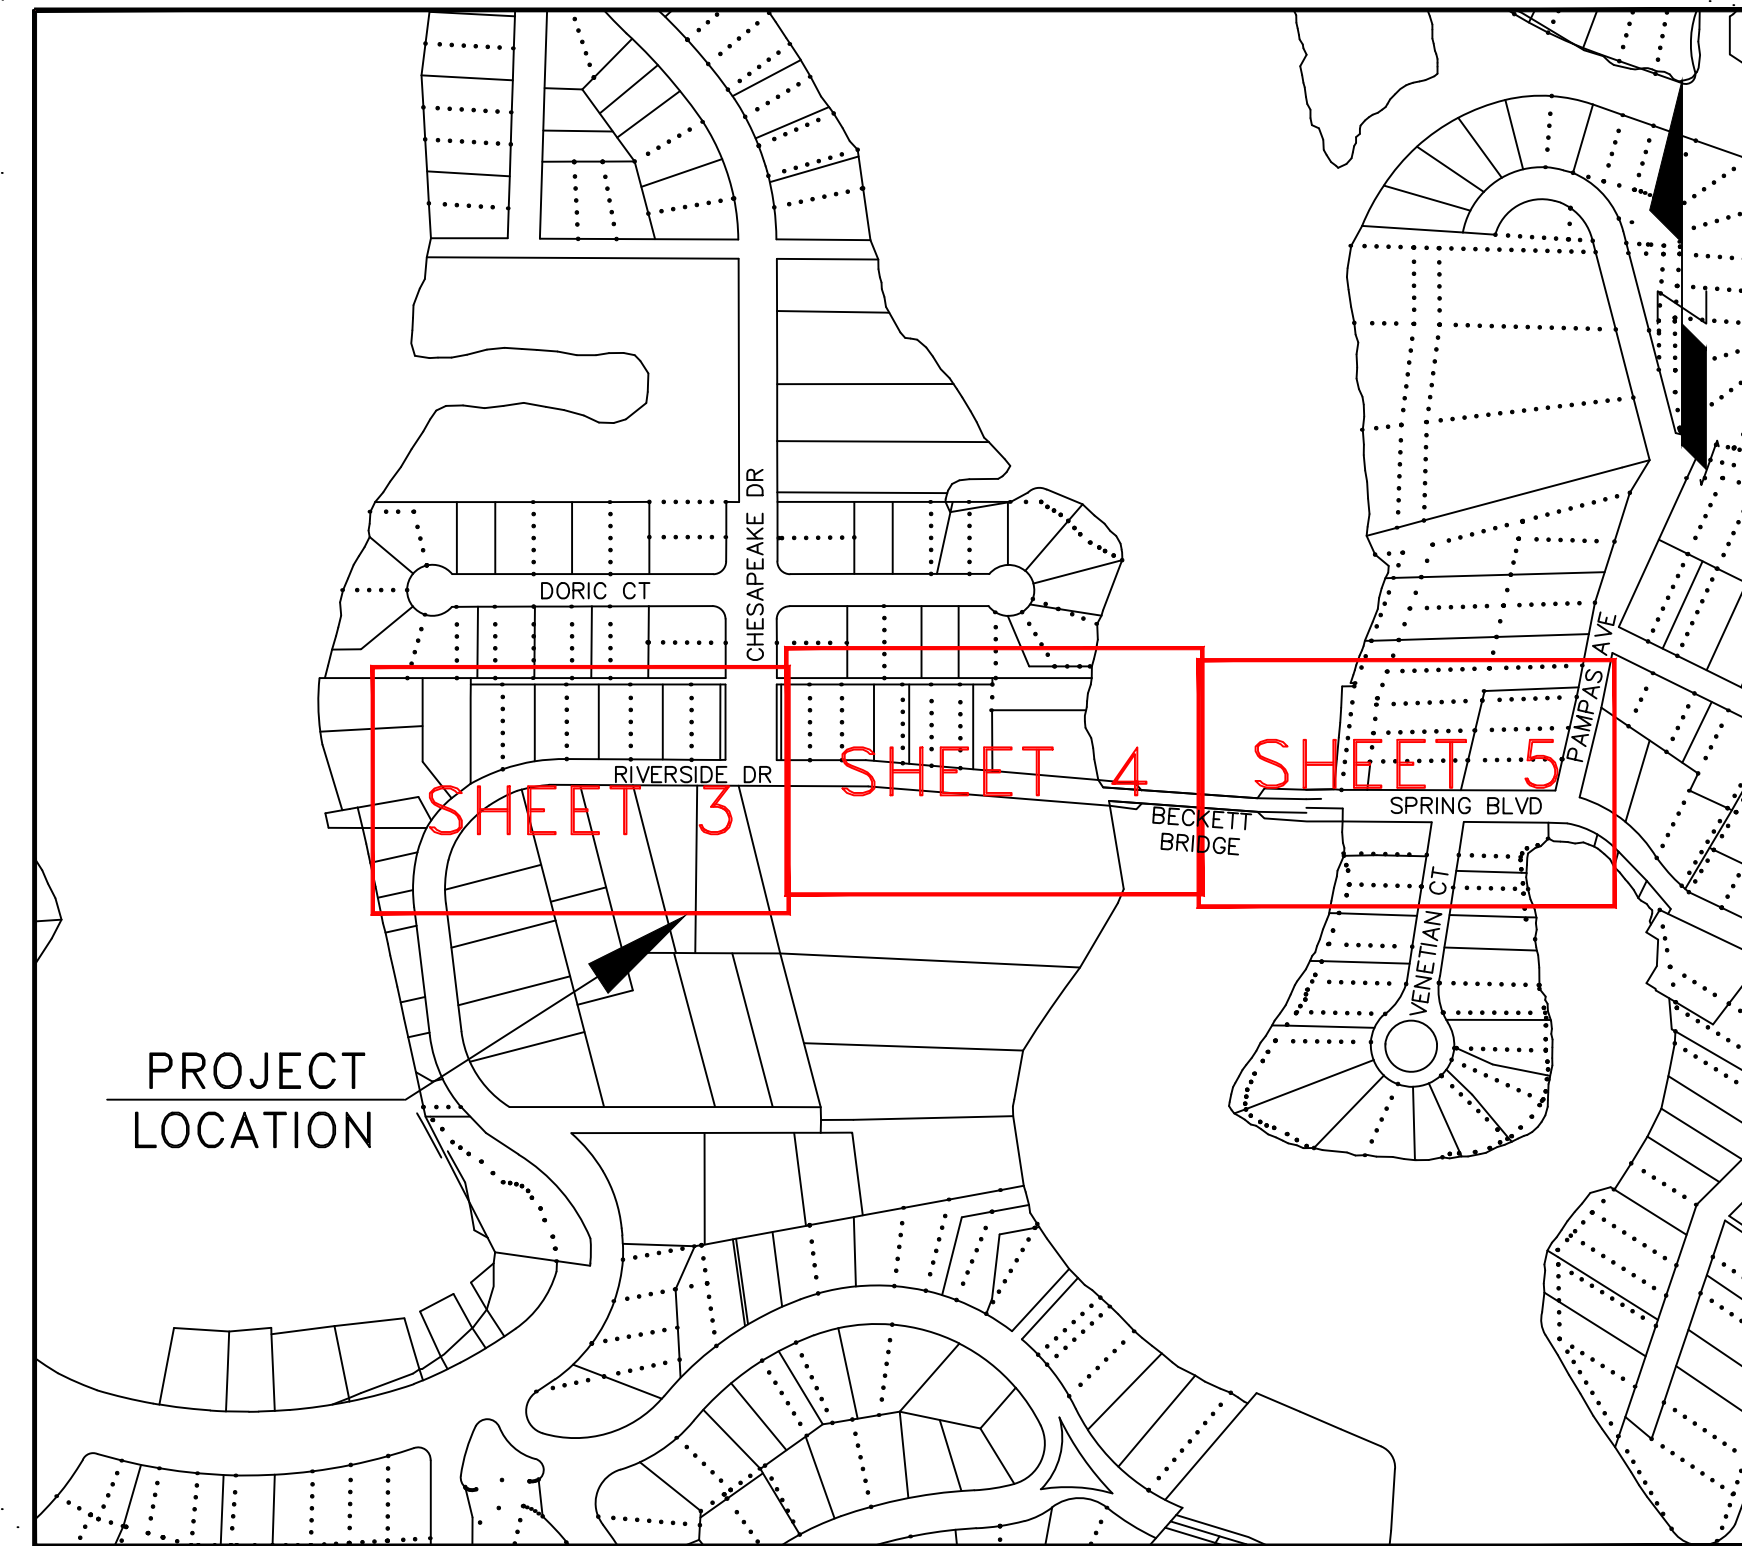 CHESAPEAKE DR
DORIC CT
PAMPAS AVE
SHEET 4
SHEET 5
RIVERSIDE DR
SHEET 3
SPRING BLVD
BECKETT
BRIDGE
VENETIAN CT
PROJECT
LOCATION
N